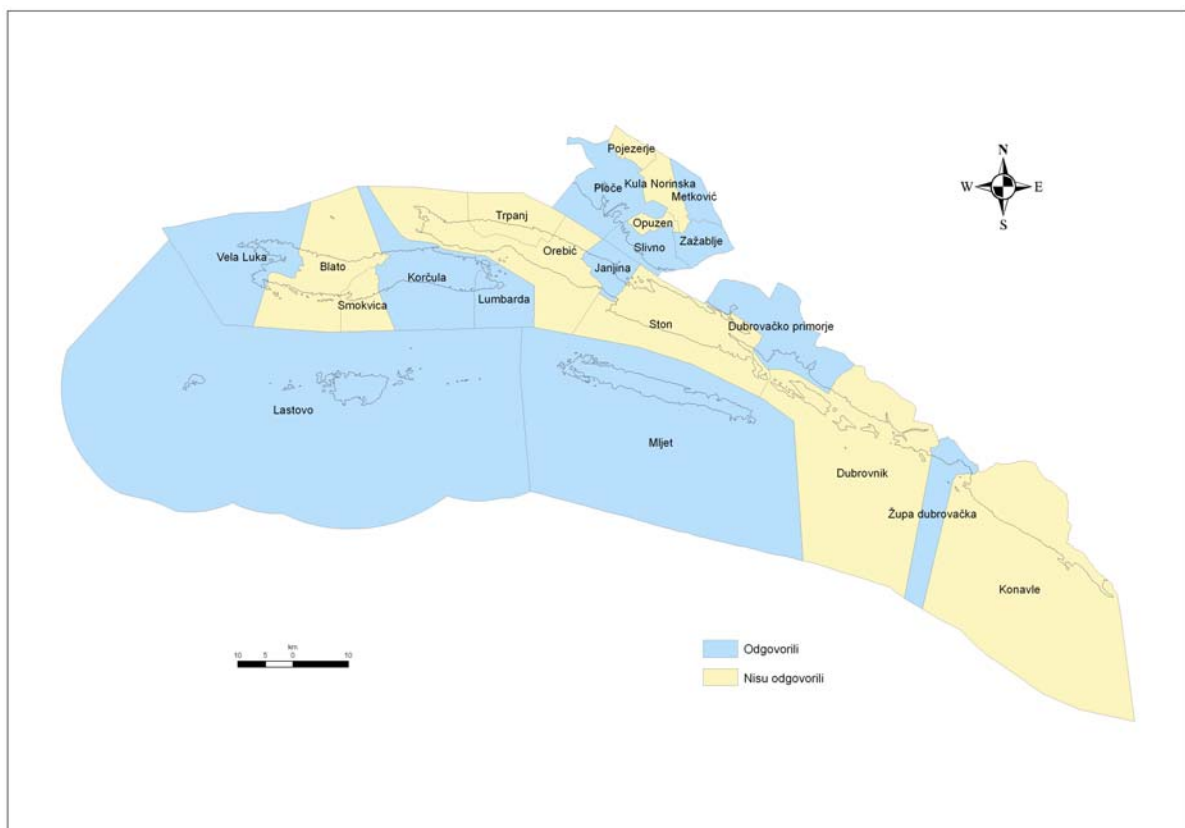 N
W E
S
Pojezerje
Ploče
Kula Norinska
Metković
Opuzen
Trpanj
Slivno
Zažablje
Orebić
Vela Luka
Blato
Korčula
Janjina
Lumbarda
Smokvica
Ston
Dubrovačko primorje
Lastovo
Mljet
Dubrovnik
Župa dubrovačka
Konavle
km
10 5 0 10
Odgovorili
Nisu odgovorili